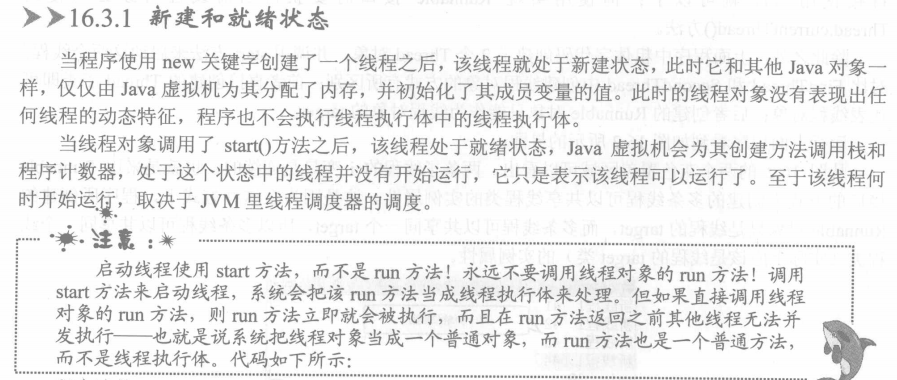 16.3.1 新建和就绪状态
当程序使用 new 关键字创建了一个线程之后，该线程就处于新建状态，此时它和其他 Java 对象一
样，仅仅由 Java 虚拟机为其分配了内存，并初始化了其成员变量的值。此时的线程对象没有表现出任
何线程的动态特征，程序也不会执行线程执行体中的线程执行体。
当线程对象调用了 start()方法之后，该线程处于就绪状态，Java 虚拟机会为其创建方法调用栈和
程序计数器，处于这个状态中的线程并没有开始运行，它只是表示该线程可以运行了。至于该线程何
时开始运行，取决于 JVM 里线程调度器的调度。
注意：
启动线程使用 start 方法，而不是 run 方法！永远不要调用线程对象的 run 方法！调用
start 方法来启动线程，系统会把该 run 方法当成线程执行体来处理。但如果直接调用线程
对象的 run 方法，则 run 方法立即就会被执行，而且在 run 方法返回之前其他线程无法并
发执行——也就是说系统把线程对象当成一个普通对象，而 run 方法也是一个普通方法，
而不是线程执行体。代码如下所示：